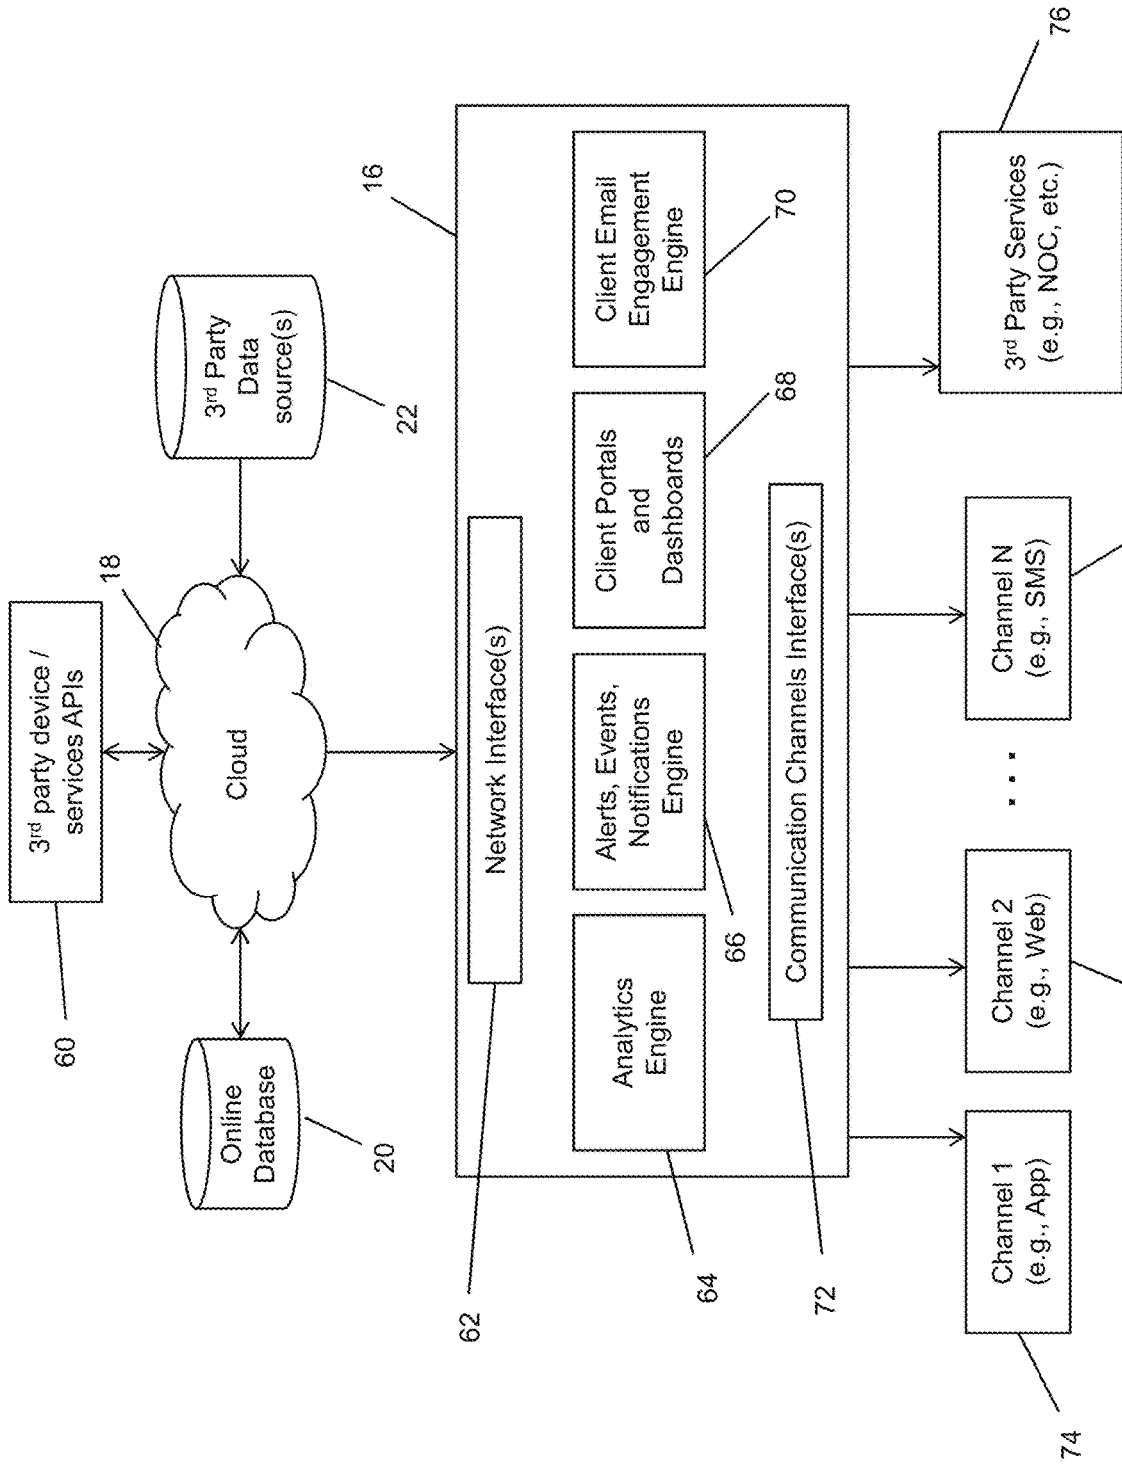 60
3rd party device /
services APIs
18
Online
Database
20
Cloud
3rd Party
Data
source(s)
22
16
62
Network Interface(s)
Analytics
Engine
64
Alerts, Events,
Notifications
Engine
66
Client Portals
and
Dashboards
68
Client Email
Engagement
Engine
70
72
Communication Channels Interface(s)
Channel 1
(e.g., App)
74
Channel 2
(e.g., Web)
. . .
Channel N
(e.g., SMS)
3rd Party Services
(e.g., NOC, etc.)
76